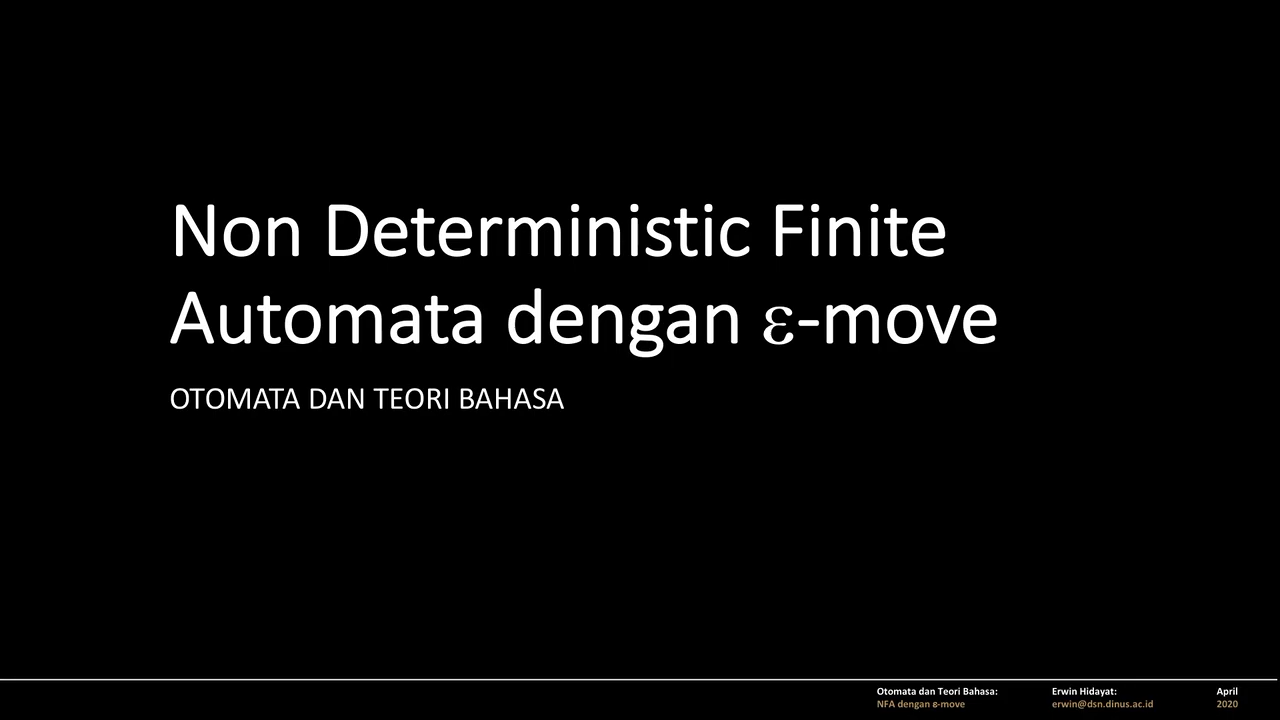 Non Deterministic Finite
Automata dengan ε-move
OTOMATA DAN TEORI BAHASA
Otomata dan Teori Bahasa:
NFA dengan ε-move
Erwin Hidayat:
erwin@dsn.dinus.ac.id
April
2020